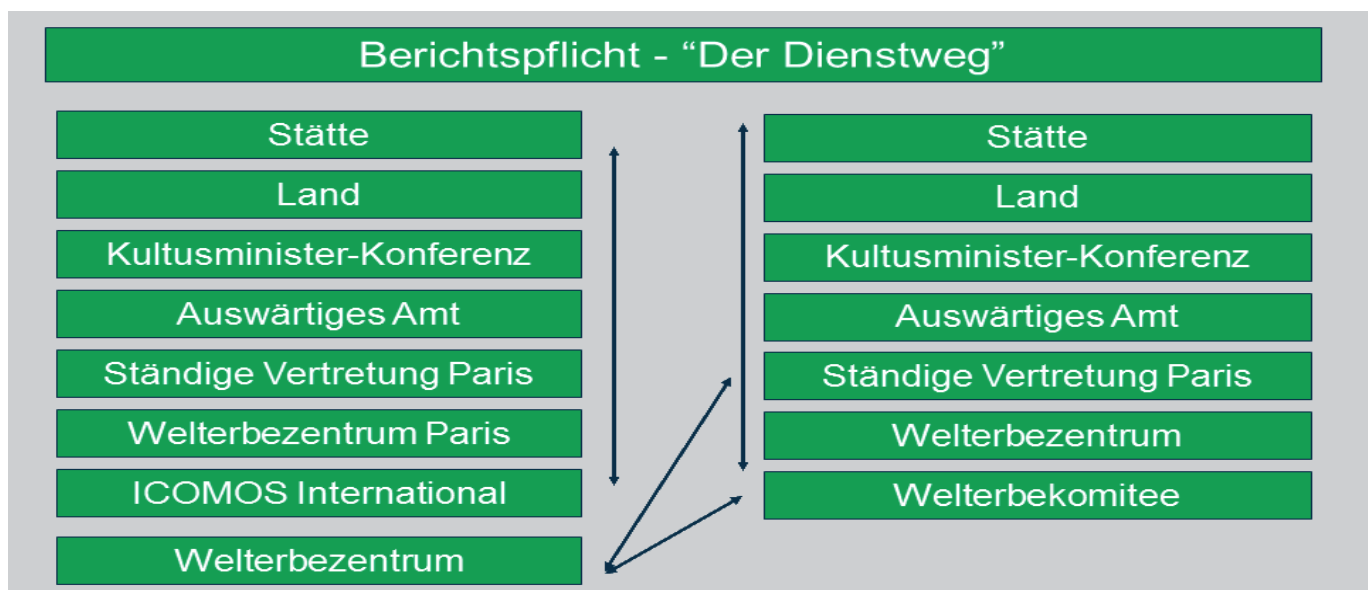 Berichtspflicht - “Der Dienstweg”
Stätte
Land
Kultusminister-Konferenz
Auswärtiges Amt
Ständige Vertretung Paris
Welterbezentrum Paris
ICOMOS International
Welterbezentrum
Stätte
Land
Kultusminister-Konferenz
Auswärtiges Amt
Ständige Vertretung Paris
Welterbezentrum
Welterbekomitee